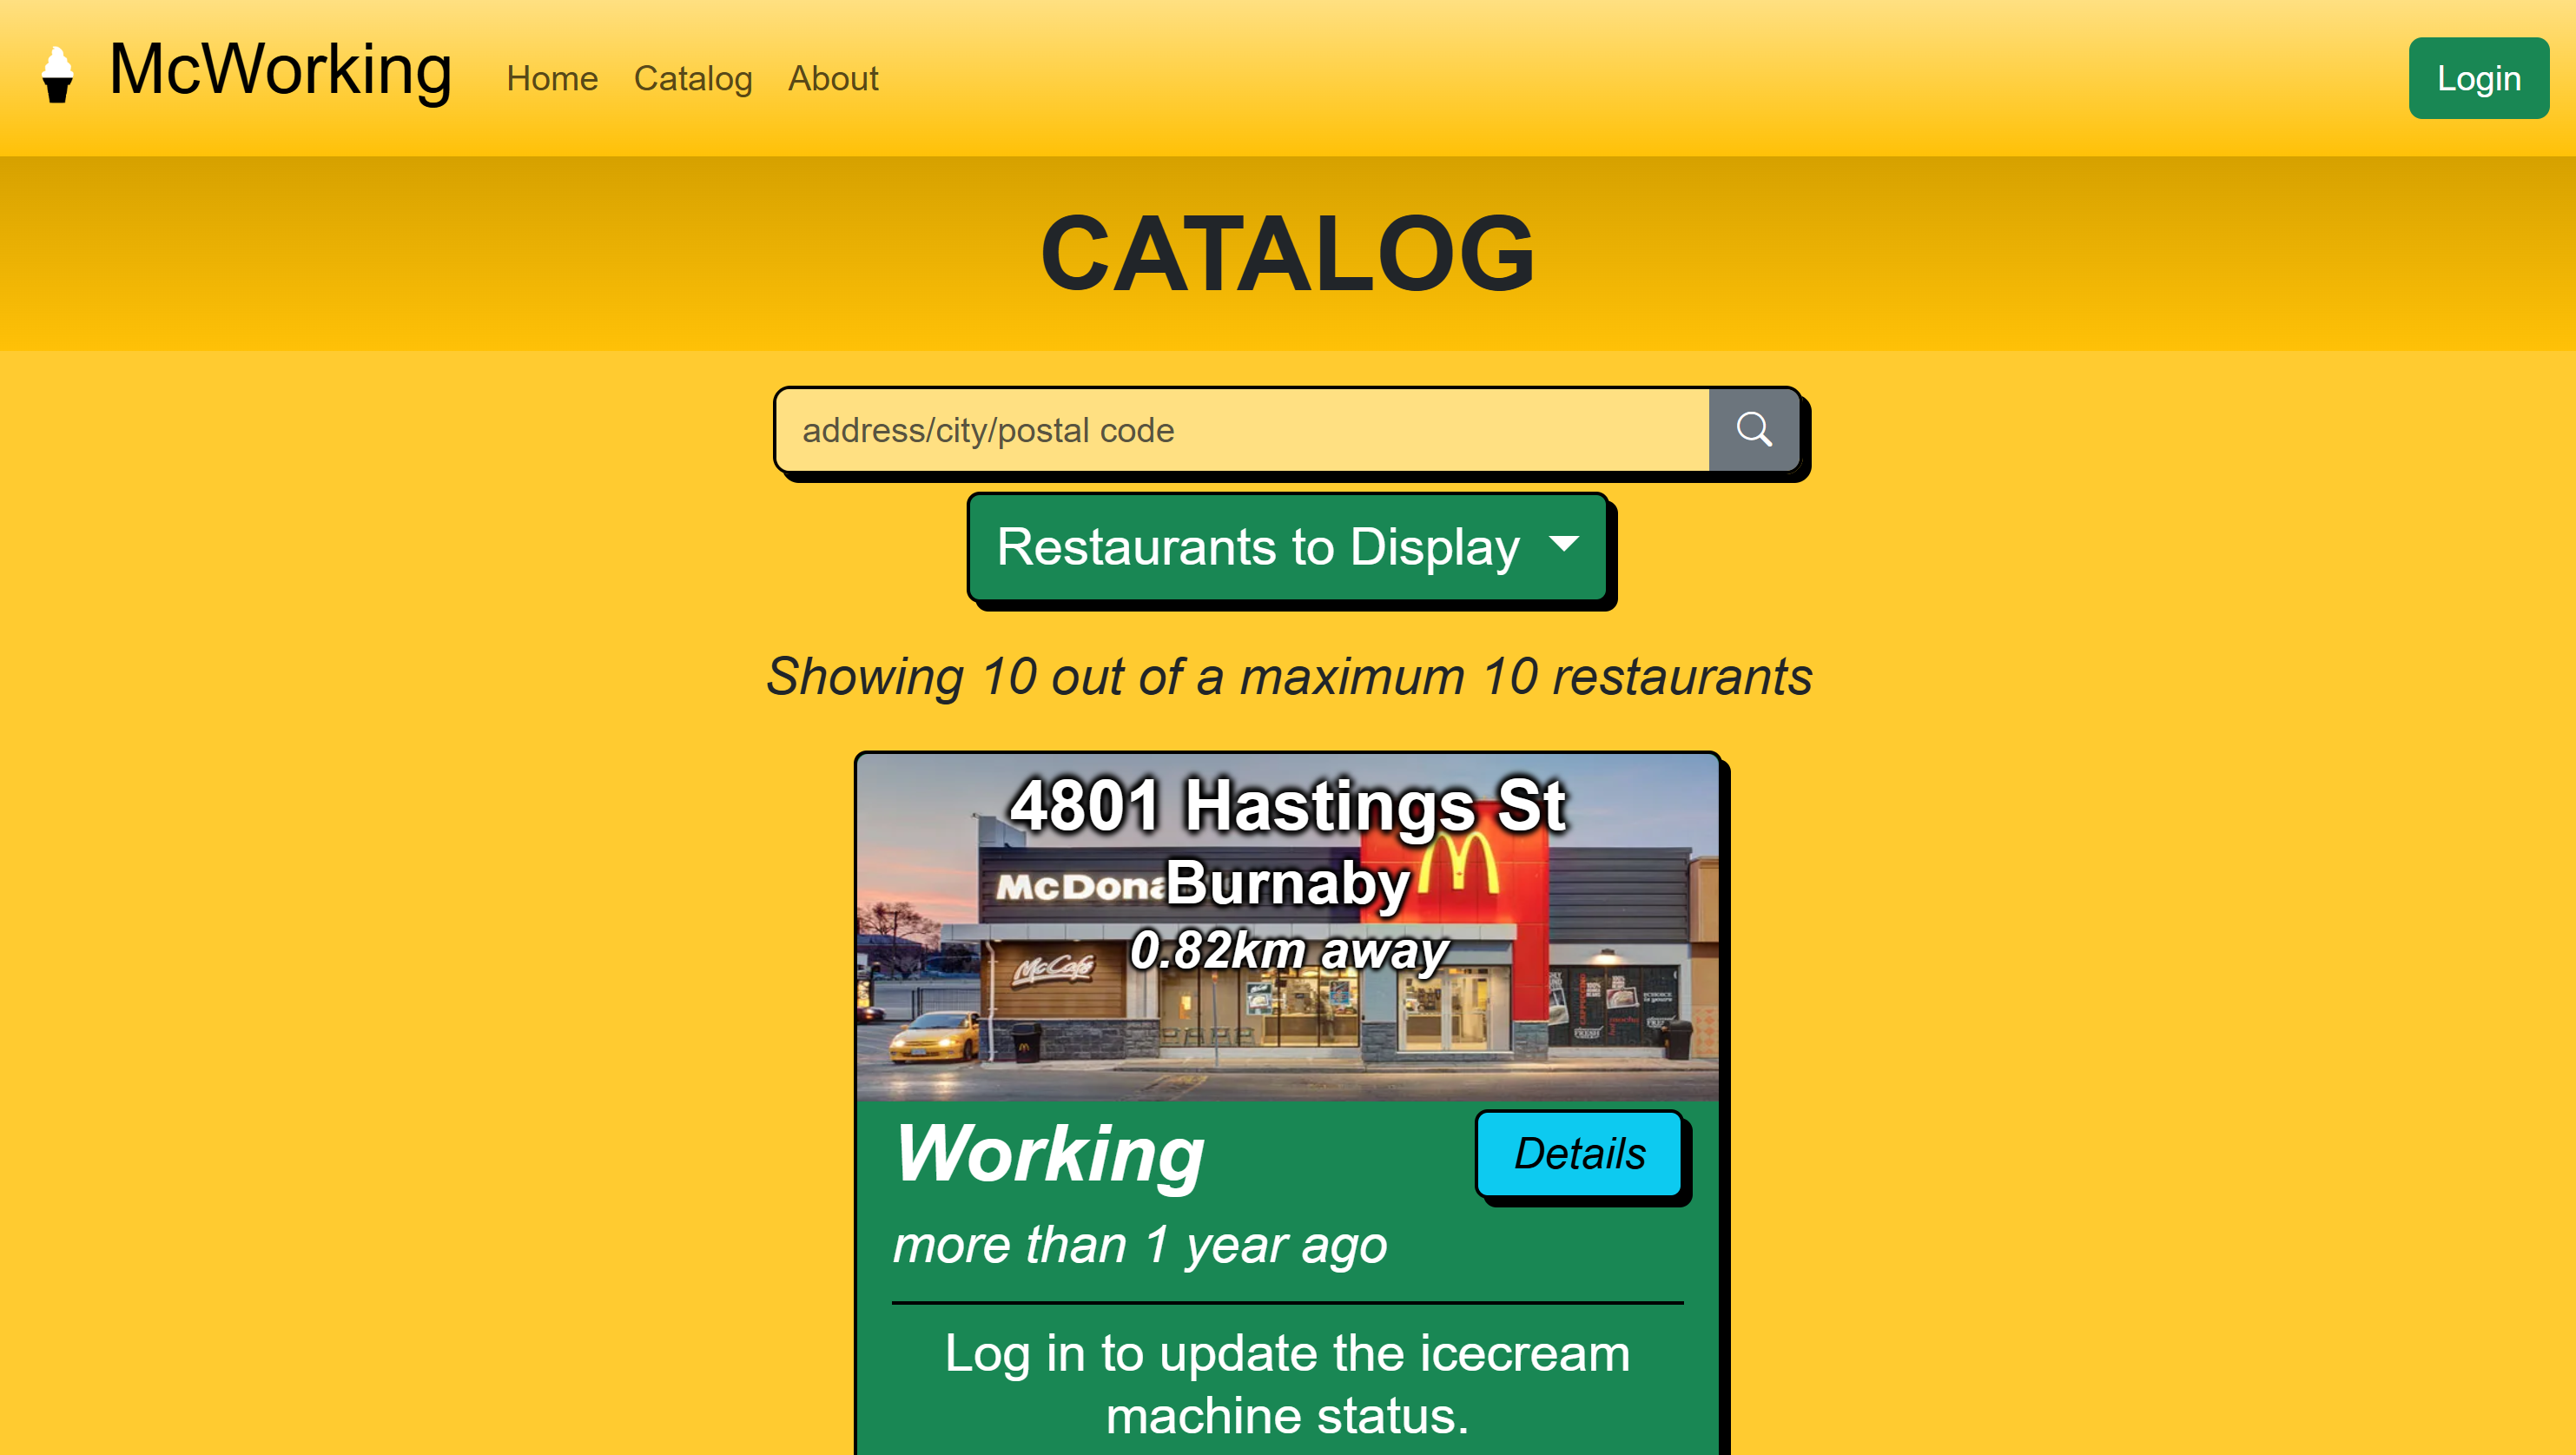 McWorking
Home Catalog About
Login
CATALOG
address/city/postal code
Restaurants to Display
Showing 10 out of a maximum 10 restaurants
4801 Hastings St
Burnaby
0.82km away
McCafe
Working
Details
more than 1 year ago
Log in to update the icecream
machine status.